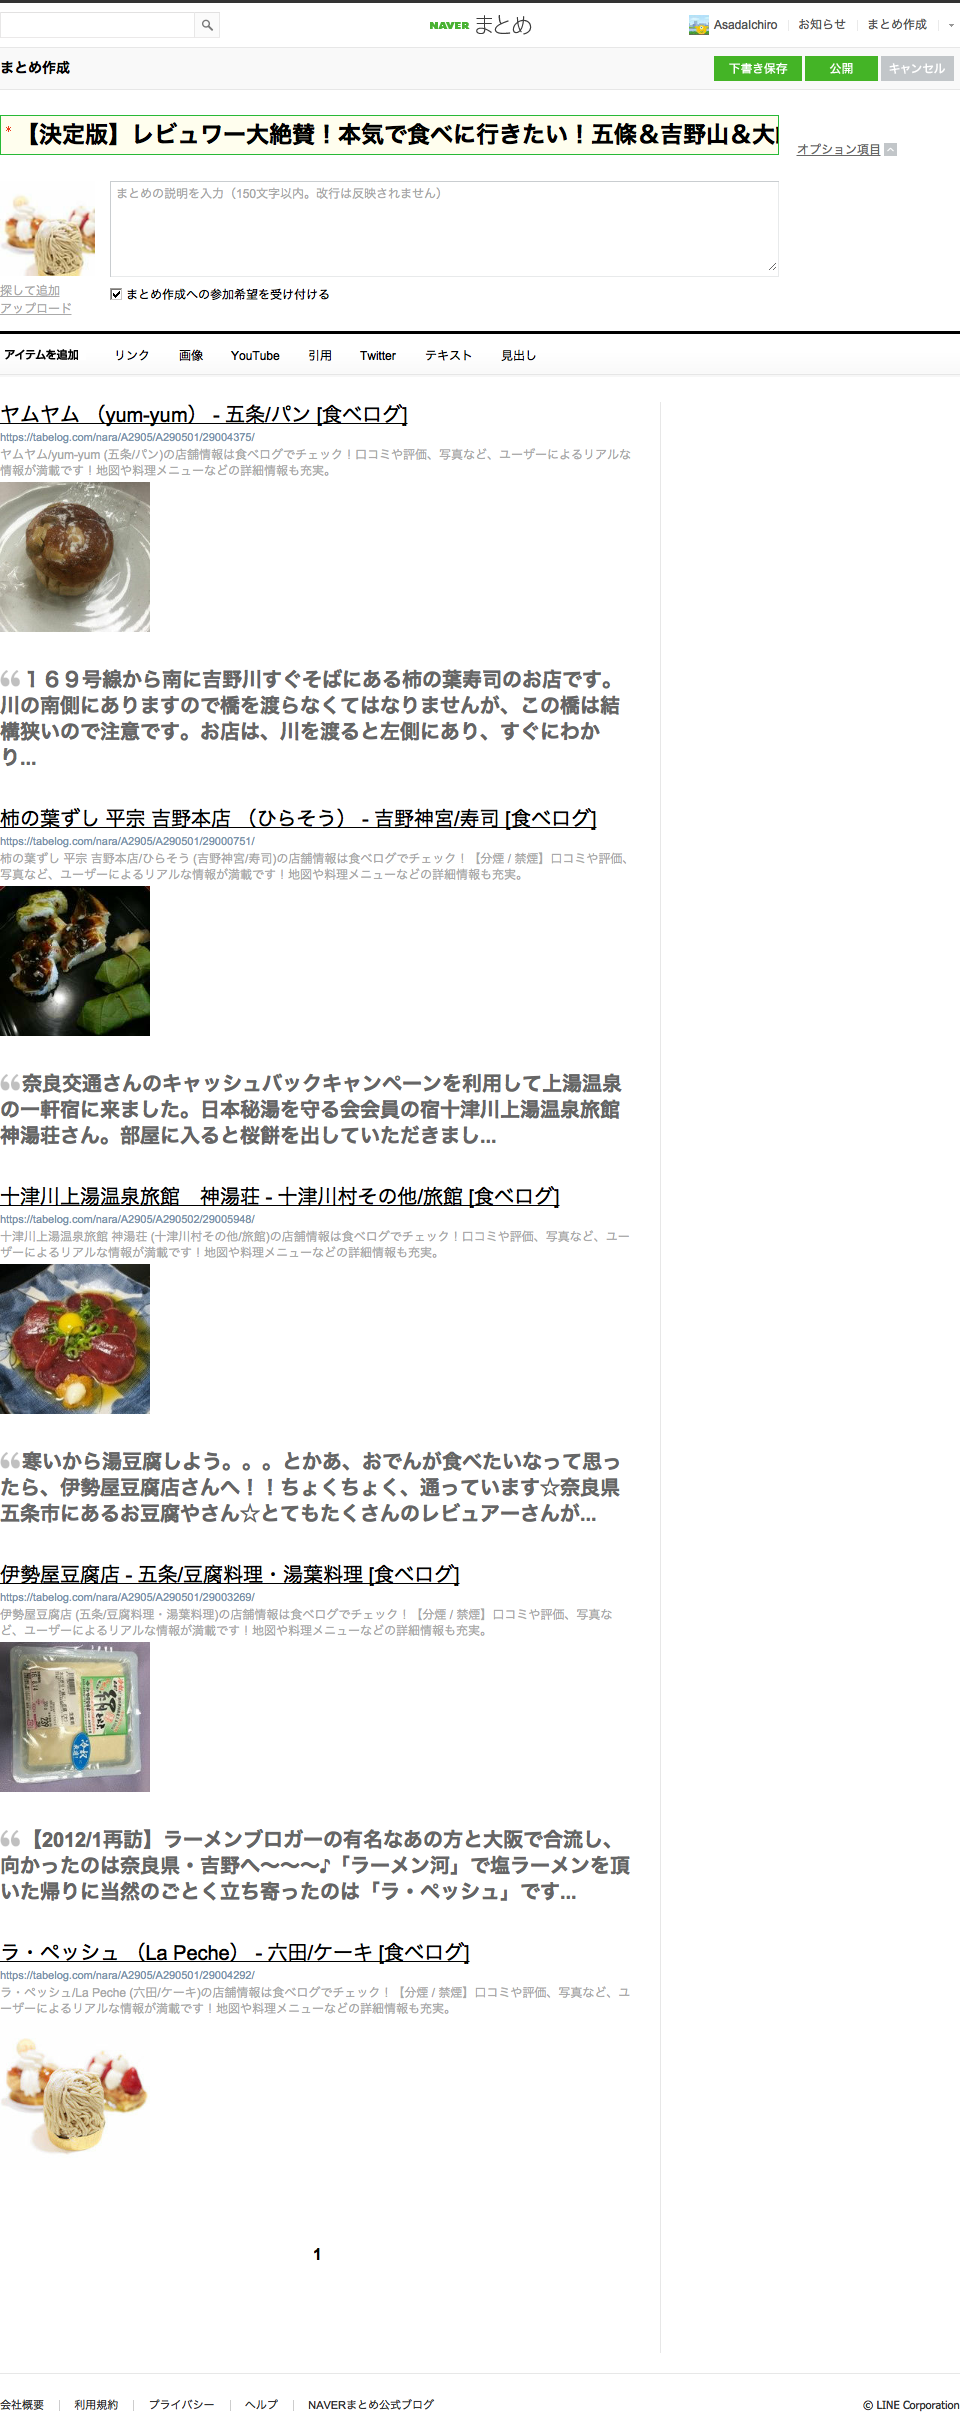 NAVER まとめ
AsadaIchiro
お知らせ
まとめ作成
まとめ作成
下書き保存
公開
キャンセル
* 【決定版】レビュワー大絶賛！本気で食べに行きたい！五條＆吉野山＆大
オプション項目
まとめの説明を入力（150文字以内。改行は反映されません）
探して追加
アップロード
まとめ作成への参加希望を受け付ける
アイテムを追加 リンク 画像 YouTube 引用 Twitter テキスト 見出し
ヤムヤム （yum-yum） - 五条/パン [食べログ]
https://tabelog.com/nara/A2905/A290501/29004375/
ヤムヤム/yum-yum (五条/パン)の店舗情報は食べログでチェック！口コミや評価、写真など、ユーザーによるリアルな
情報が満載です！地図や料理メニューなどの詳細情報も充実。
１６９号線から南に吉野川すぐそばにある柿の葉寿司のお店です。
川の南側にありますので橋を渡らなくてはなりませんが、この橋は結
構狭いので注意です。お店は、川を渡ると左側にあり、すぐにわか
り...
柿の葉ずし 平宗 吉野本店 （ひらそう） - 吉野神宮/寿司 [食べログ]
https://tabelog.com/nara/A2905/A290501/29000751/
柿の葉ずし 平宗 吉野本店/ひらそう (吉野神宮/寿司)の店舗情報は食べログでチェック！【分煙 / 禁煙】口コミや評価、
写真など、ユーザーによるリアルな情報が満載です！地図や料理メニューなどの詳細情報も充実。
奈良交通さんのキャッシュバックキャンペーンを利用して上湯温泉
の一軒宿に来ました。日本秘湯を守る会会員の宿十津川上湯温泉旅館
神湯荘さん。部屋に入ると桜餅を出していただきまし...
十津川上湯温泉旅館　神湯荘 - 十津川村その他/旅館 [食べログ]
https://tabelog.com/nara/A2905/A290502/29005948/
十津川上湯温泉旅館 神湯荘 (十津川村その他/旅館)の店舗情報は食べログでチェック！口コミや評価、写真など、ユー
ザーによるリアルな情報が満載です！地図や料理メニューなどの詳細情報も充実。
寒いから湯豆腐しよう。。。とかあ、おでんが食べたいなって思っ
たら、伊勢屋豆腐店さんへ！！ちょくちょく、通っています☆奈良県
五条市にあるお豆腐やさん☆とてもたくさんのレビュアーさんが...
伊勢屋豆腐店 - 五条/豆腐料理・湯葉料理 [食べログ]
https://tabelog.com/nara/A2905/A290501/29003269/
伊勢屋豆腐店 (五条/豆腐料理・湯葉料理)の店舗情報は食べログでチェック！【分煙 / 禁煙】口コミや評価、写真な
ど、ユーザーによるリアルな情報が満載です！地図や料理メニューなどの詳細情報も充実。
【2012/1再訪】ラーメンブロガーの有名なあの方と大阪で合流し、
向かったのは奈良県・吉野へ〜〜〜♪「ラーメン河」で塩ラーメンを頂
いた帰りに当然のごとく立ち寄ったのは「ラ・ペッシュ」です...
ラ・ペッシュ （La Peche） - 六田/ケーキ [食べログ]
https://tabelog.com/nara/A2905/A290501/29004292/
ラ・ペッシュ/La Peche (六田/ケーキ)の店舗情報は食べログでチェック！【分煙 / 禁煙】口コミや評価、写真など、ユ
ーザーによるリアルな情報が満載です！地図や料理メニューなどの詳細情報も充実。
1
会社概要 利用規約 プライバシー ヘルプ NAVERまとめ公式ブログ
© LINE Corporation